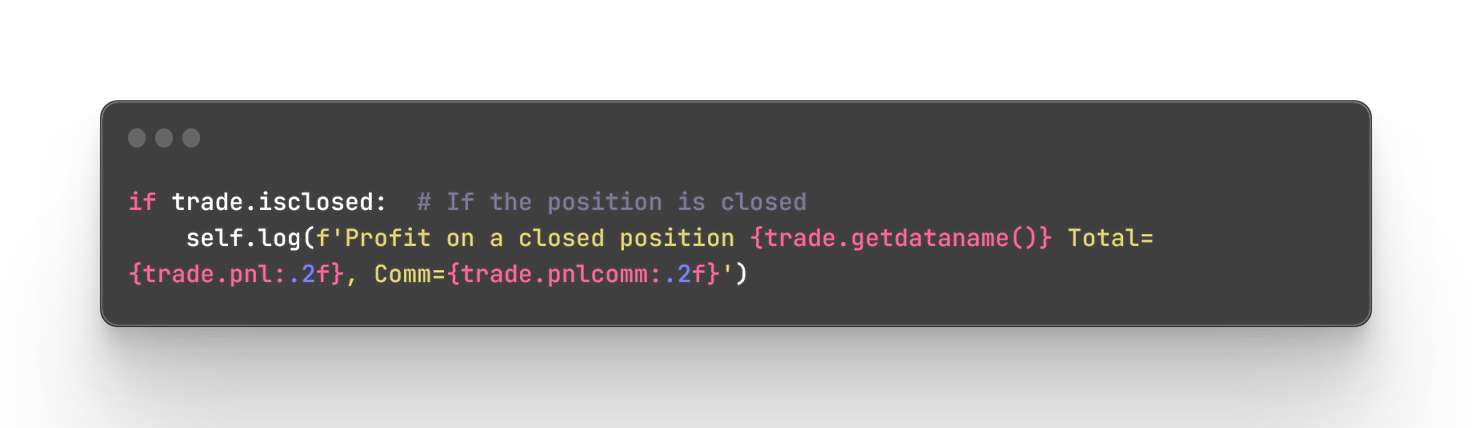 if trade.isclosed:  # If the position is closed
    self.log(f'Profit on a closed position {trade.getdataname()} Total=
{trade.pnl:.2f}, Comm={trade.pnlcomm:.2f}')